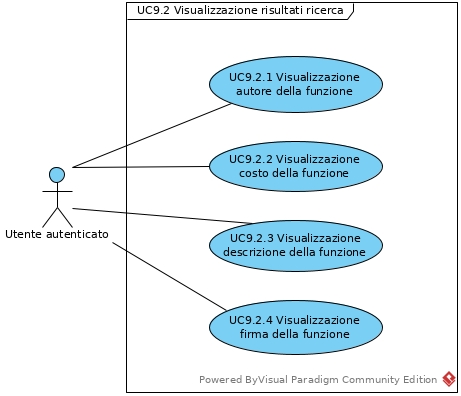 UC9.2 Visualizzazione risultati ricerca
UC9.2.1 Visualizzazione
autore della funzione
UC9.2.2 Visualizzazione
costo della funzione
Utente autenticato
UC9.2.3 Visualizzazione
descrizione della funzione
UC9.2.4 Visualizzazione
firma della funzione
Powered ByVisual Paradigm Community Edition